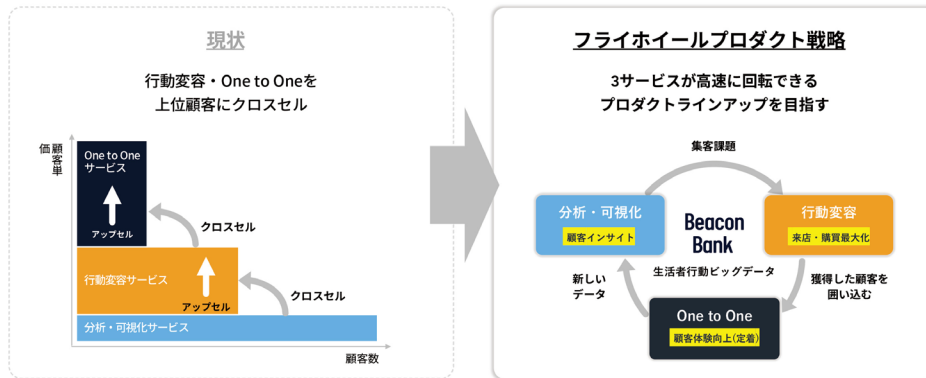 現状
行動変容・One to Oneを
上位顧客にクロスセル
顧客単価
One to One
サービス
アップセル
クロスセル
行動変容サービス
アップセル
クロスセル
分析・可視化サービス
顧客数
フライホイールプロダクト戦略
3サービスが高速に回転できる
プロダクトラインアップを目指す
集客課題
分析・可視化
顧客インサイト
Beacon
Bank
生活者行動ビッグデータ
行動変容
来店・購買最大化
新しい
データ
獲得した顧客を
囲い込む
One to One
顧客体験向上(定着)